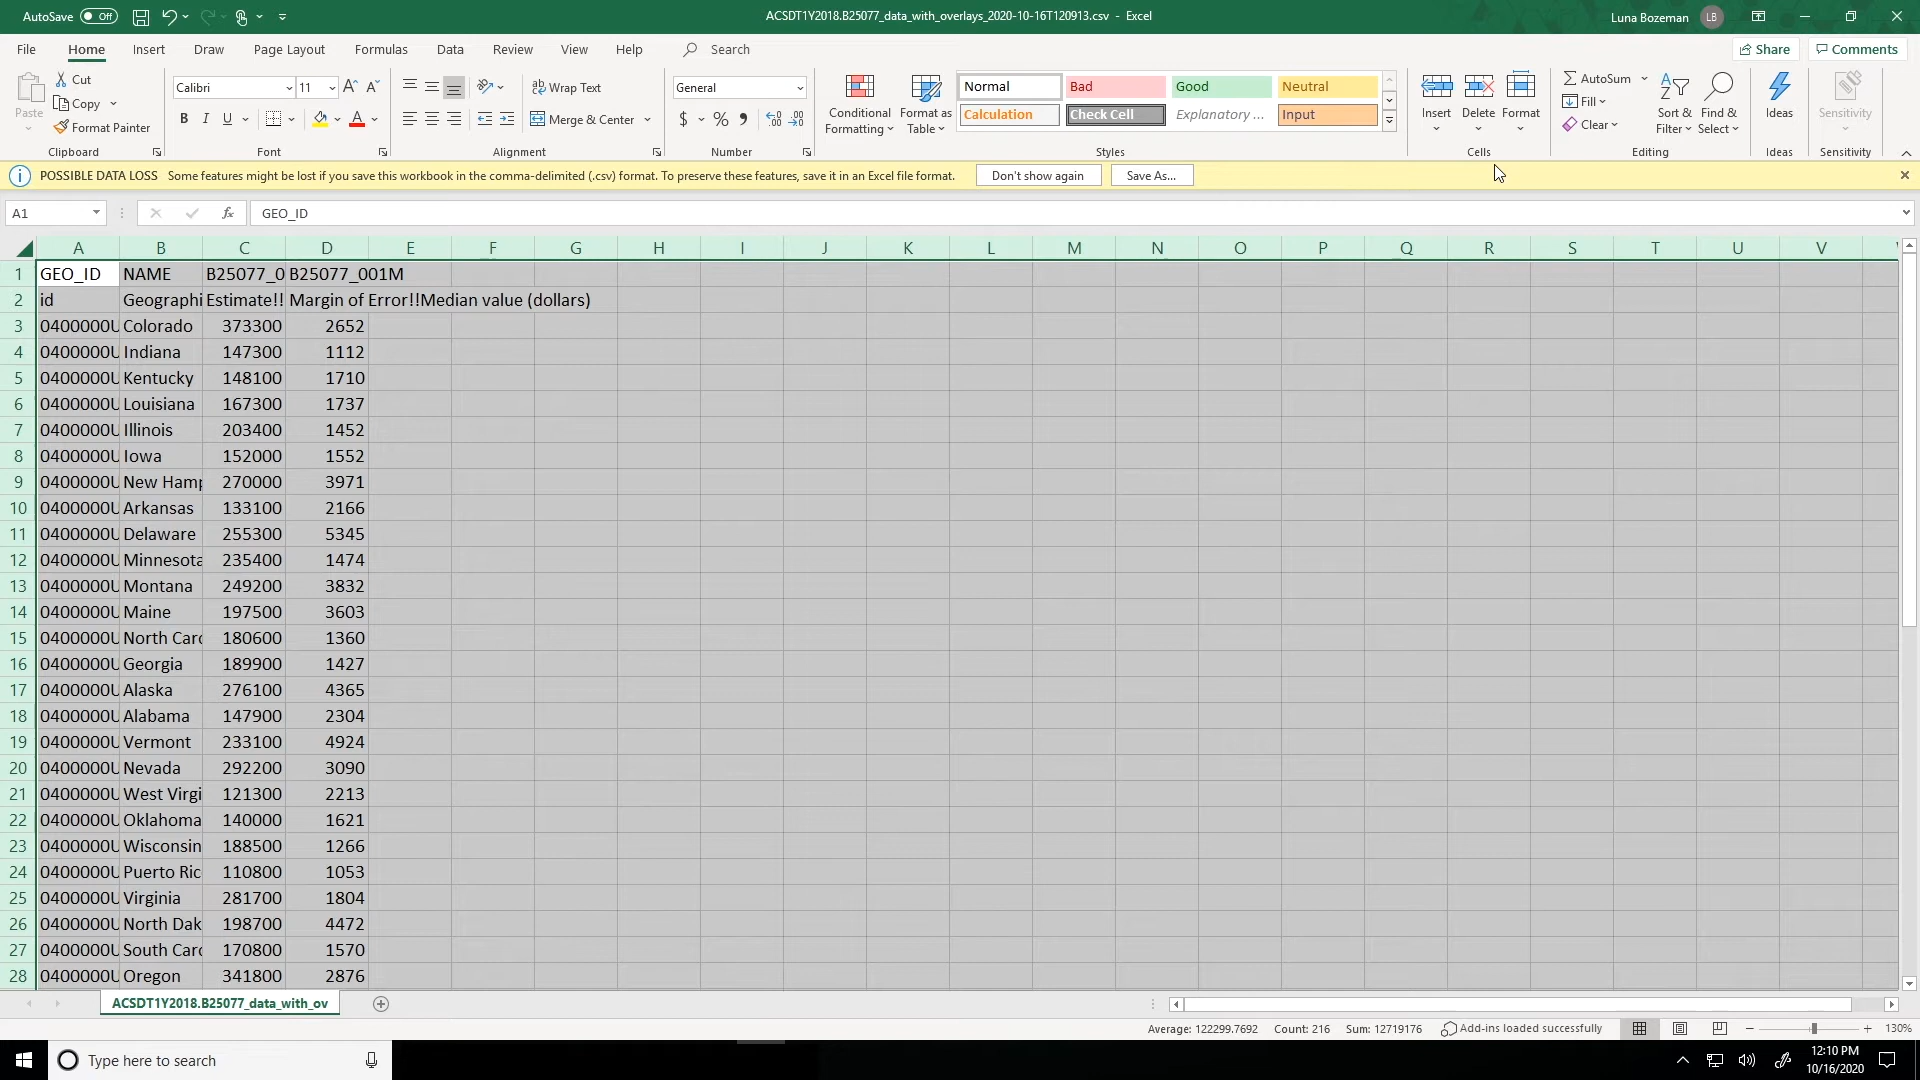 AutoSave Off
ACSDT1Y2018.B25077_data_with_overlays_2020-10-16T120913.csv - Excel
Luna Bozeman LB
File Home Insert Draw Page Layout Formulas Data Review View Help Search
Share Comments
Paste
Cut
Copy
Format Painter
Clipboard
Calibri 11
B I U
Font
Wrap Text
Merge & Center
Alignment
General
$ % ,
Number
Conditional Formatting
Format as Table
Normal Bad Good Neutral
Calculation Check Cell Explanatory ... Input
Styles
Insert Delete Format
Cells
AutoSum
Fill
Clear
Sort & Filter
Find & Select
Editing
Ideas
Ideas
Sensitivity
Sensitivity
POSSIBLE DATA LOSS Some features might be lost if you save this workbook in the comma-delimited (.csv) format. To preserve these features, save it in an Excel file format. Don't show again Save As...
A1 fx GEO_ID
A B C D E F G H I J K L M N O P Q R S T U V
1 GEO_ID NAME B25077_0 B25077_001M
2 id Geographi Estimate!! Margin of Error!!Median value (dollars)
3 0400000U Colorado 373300 2652
4 0400000U Indiana 147300 1112
5 0400000U Kentucky 148100 1710
6 0400000U Louisiana 167300 1737
7 0400000U Illinois 203400 1452
8 0400000U Iowa 152000 1552
9 0400000U New Hamp 270000 3971
10 0400000U Arkansas 133100 2166
11 0400000U Delaware 255300 5345
12 0400000U Minnesota 235400 1474
13 0400000U Montana 249200 3832
14 0400000U Maine 197500 3603
15 0400000U North Caro 180600 1360
16 0400000U Georgia 189900 1427
17 0400000U Alaska 276100 4365
18 0400000U Alabama 147900 2304
19 0400000U Vermont 233100 4924
20 0400000U Nevada 292200 3090
21 0400000U West Virgi 121300 2213
22 0400000U Oklahoma 140000 1621
23 0400000U Wisconsin 188500 1266
24 0400000U Puerto Ric 110800 1053
25 0400000U Virginia 281700 1804
26 0400000U North Dak 198700 4472
27 0400000U South Caro 170800 1570
28 0400000U Oregon 341800 2876
ACSDT1Y2018.B25077_data_with_ov
Average: 122299.7692 Count: 216 Sum: 12719176 Add-ins loaded successfully 130%
Type here to search
12:10 PM
10/16/2020